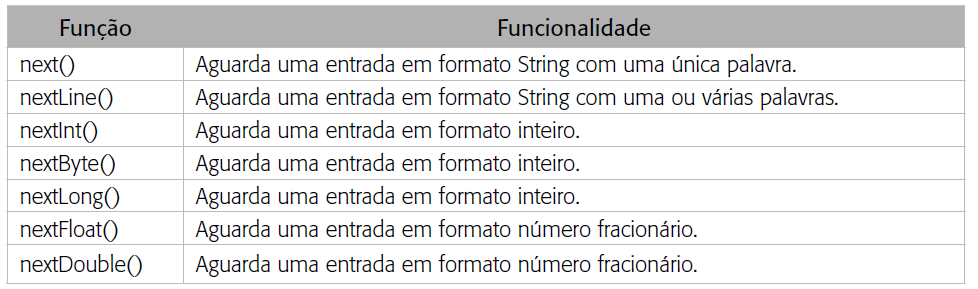 Função Funcionalidade
next() Aguarda uma entrada em formato String com uma única palavra.
nextLine() Aguarda uma entrada em formato String com uma ou várias palavras.
nextInt() Aguarda uma entrada em formato inteiro.
nextByte() Aguarda uma entrada em formato inteiro.
nextLong() Aguarda uma entrada em formato inteiro.
nextFloat() Aguarda uma entrada em formato número fracionário.
nextDouble() Aguarda uma entrada em formato número fracionário.